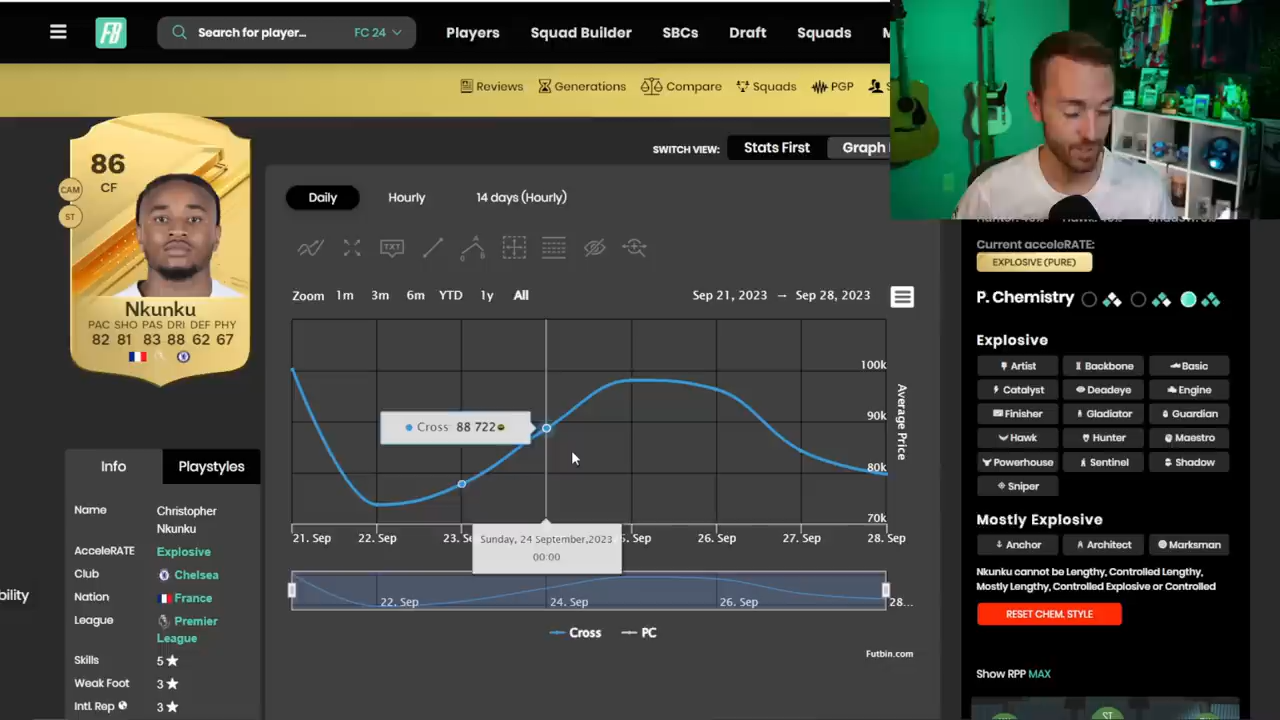 FB
Search for player...
FC 24
Players
Squad Builder
SBCs
Draft
Squads
Reviews
Generations
Compare
Squads
PGP
86
CF
CAM
ST
Nkunku
PAC SHO PAS DRI DEF PHY
82 81 83 88 62 67
SWITCH VIEW:
Stats First
Graph
Daily
Hourly
14 days (Hourly)
TXT
Zoom
1m
3m
6m
YTD
1y
All
Sep 21, 2023 → Sep 28, 2023
100k
90k
80k
70k
Average Price
Cross: 88 722
21. Sep
22. Sep
Sunday, 24 September,2023
00:00
26. Sep
27. Sep
28. Sep
22. Sep
24. Sep
26. Sep
28...
Cross
PC
Futbin.com
Info
Playstyles
Name
Christopher
Nkunku
AcceleRATE
Explosive
Club
Chelsea
Nation
France
League
Premier
League
Skills
5
Weak Foot
3
Intl. Rep
3
bility
Current acceleRATE:
EXPLOSIVE (PURE)
P. Chemistry
Explosive
Artist
Backbone
Basic
Catalyst
Deadeye
Engine
Finisher
Gladiator
Guardian
Hawk
Hunter
Maestro
Powerhouse
Sentinel
Shadow
Sniper
Mostly Explosive
Anchor
Architect
Marksman
Nkunku cannot be Lengthy, Controlled Lengthy,
Mostly Lengthy, Controlled Explosive or Controlled
RESET CHEM. STYLE
Show RPP MAX
ST